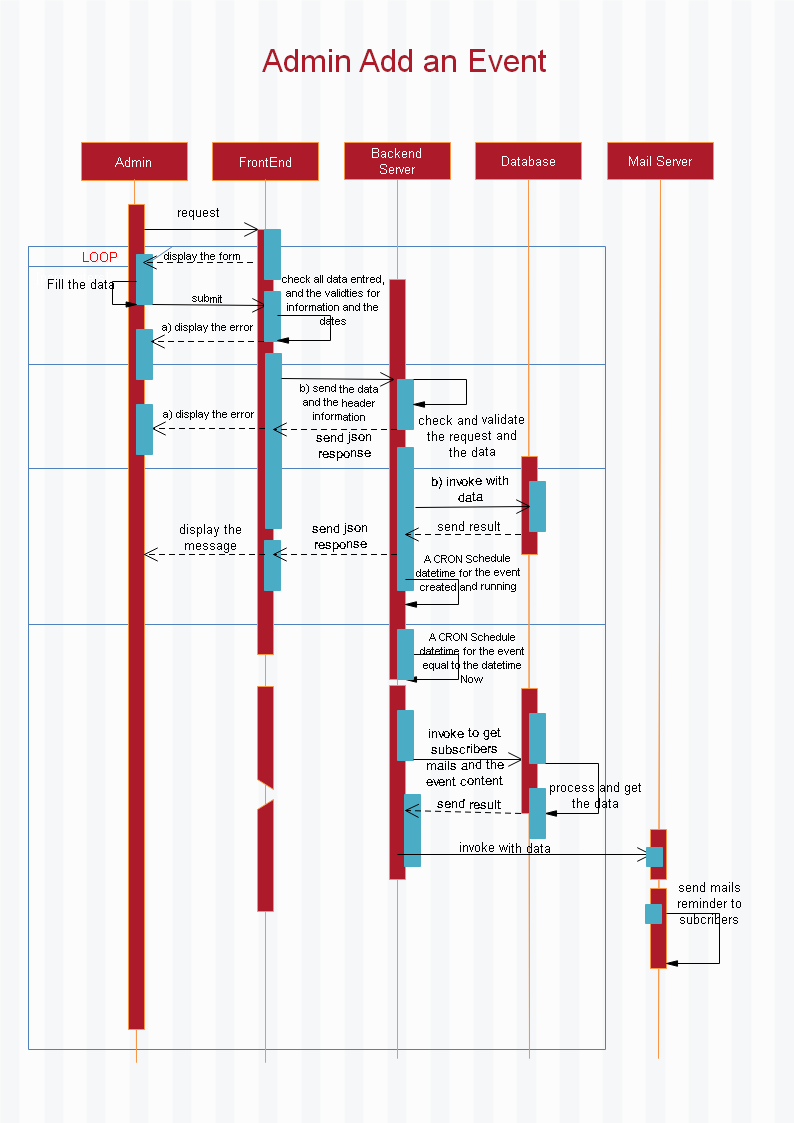 Admin Add an Event
Admin
FrontEnd
Backend
Server
Database
Mail Server
request
LOOP
display the form
Fill the data
check all data entred,
and the validties for
information and the
dates
submit
a) display the error
b) send the data
and the header
information
a) display the error
check and validate
the request and
the data
send json
response
b) invoke with
data
send result
display the
message
send json
response
A CRON Schedule
datetime for the event
created and running
A CRON Schedule
datetime for the event
equal to the datetime
Now
invoke to get
subscribers
mails and the
event content
process and get
the data
send result
invoke with data
send mails
reminder to
subcribers